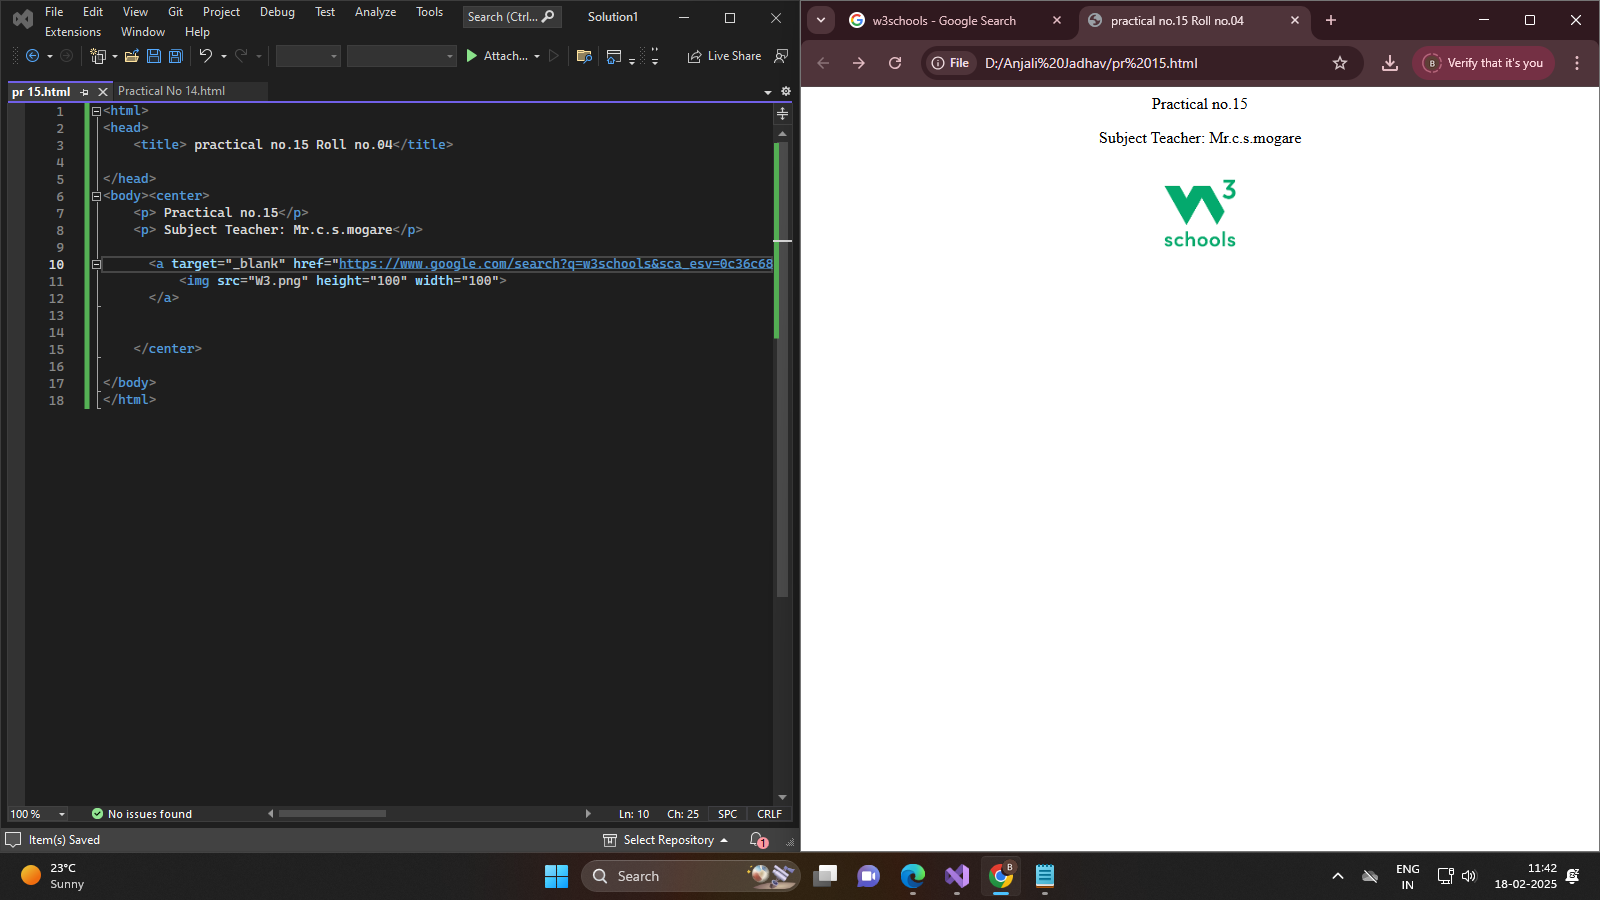 File Edit View Git Project Debug Test Analyze Tools Search (Ctrl... Solution1
Extensions Window Help
Attach... Live Share
pr 15.html Practical No 14.html
1 <html>
2 <head>
3 <title> practical no.15 Roll no.04</title>
4
5 </head>
6 <body><center>
7 <p> Practical no.15</p>
8 <p> Subject Teacher: Mr.c.s.mogare</p>
9
10 <a target="_blank" href="https://www.google.com/search?q=w3schools&sca_esv=0c36c68
11 <img src="W3.png" height="100" width="100">
12 </a>
13
14
15 </center>
16
17 </body>
18 </html>
100 % No issues found Ln: 10 Ch: 25 SPC CRLF
Item(s) Saved Select Repository 1
w3schools - Google Search practical no.15 Roll no.04
File D:/Anjali%20Jadhav/pr%2015.html B Verify that it's you
Practical no.15
Subject Teacher: Mr.c.s.mogare
W3
schools
23°C
Sunny
Search
B
ENG
IN
11:42
18-02-2025